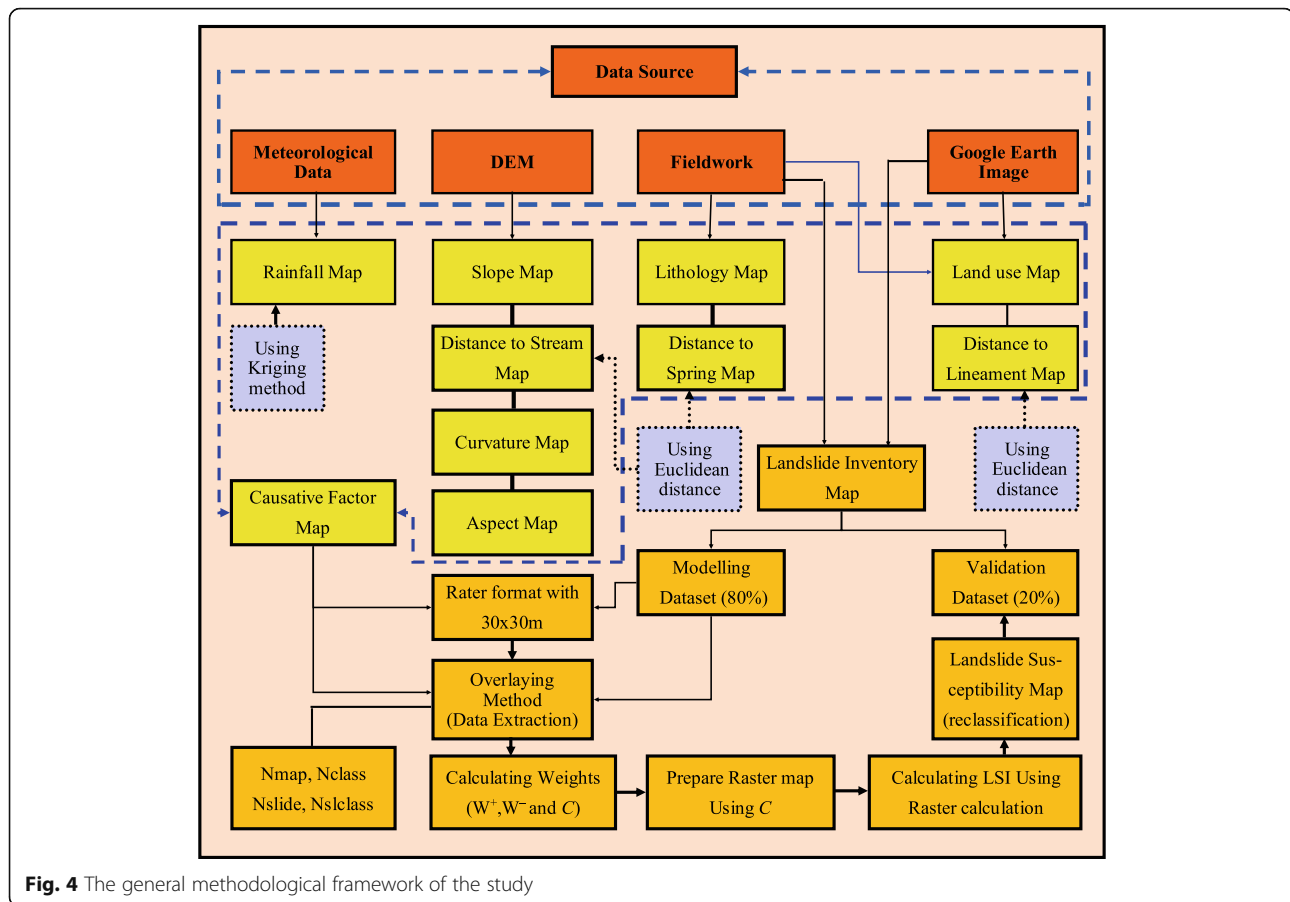 Data Source
Meteorological
Data
DEM
Fieldwork
Google Earth
Image
Rainfall Map
Slope Map
Lithology Map
Land use Map
Using
Kriging
method
Distance to Stream
Map
Distance to
Spring Map
Distance to
Lineament Map
Curvature Map
Using
Euclidean
distance
Landslide Inventory
Map
Using
Euclidean
distance
Causative Factor
Map
Aspect Map
Modelling
Dataset (80%)
Validation
Dataset (20%)
Rater format with
30x30m
Overlaying
Method
(Data Extraction)
Landslide Sus-
ceptibility Map
(reclassification)
Nmap, Nclass
Nslide, Nslclass
Calculating Weights
(W⁺,W⁻ and C)
Prepare Raster map
Using C
Calculating LSI Using
Raster calculation
Fig. 4 The general methodological framework of the study